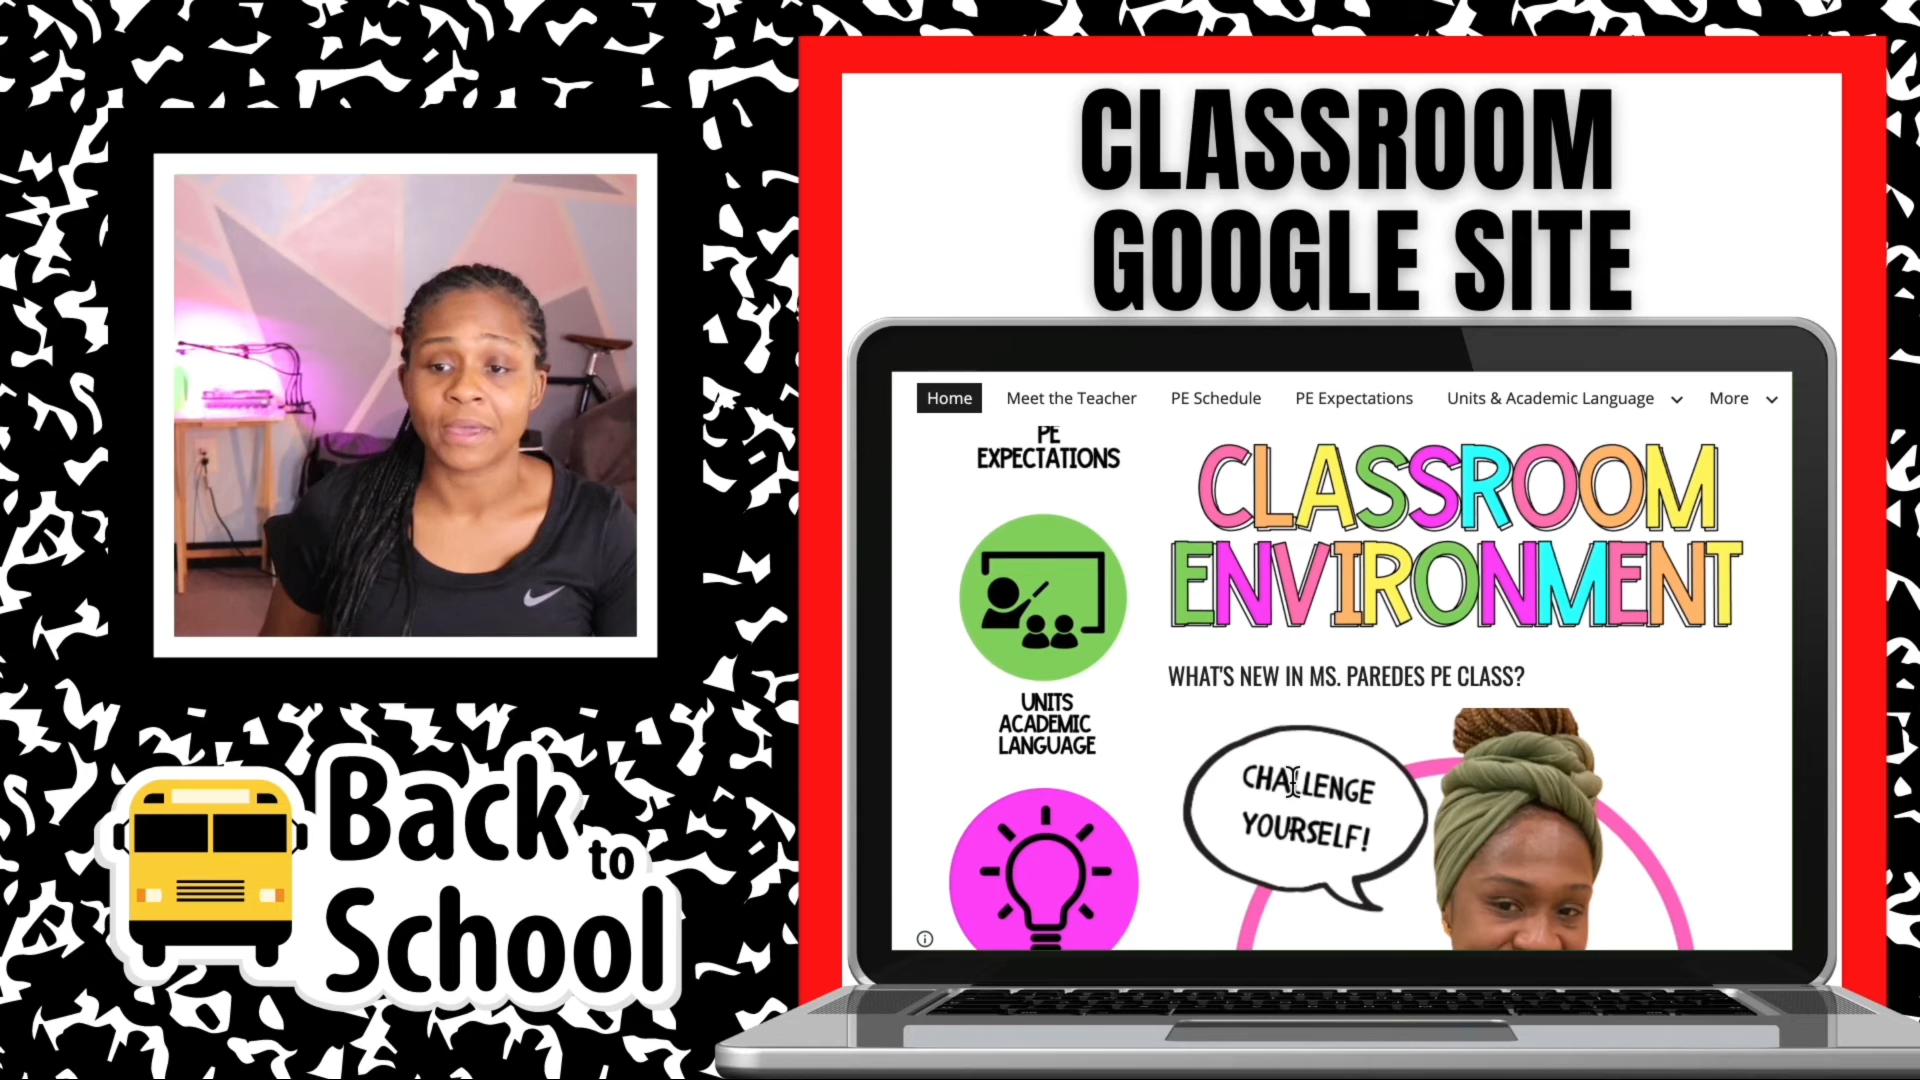 CLASSROOM
GOOGLE SITE
Home Meet the Teacher PE Schedule PE Expectations Units & Academic Language More
PE
EXPECTATIONS
CLASSROOM
ENVIRONMENT
UNITS
ACADEMIC
LANGUAGE
WHAT'S NEW IN MS. PAREDES PE CLASS?
CHALLENGE
YOURSELF!
Back
to
School